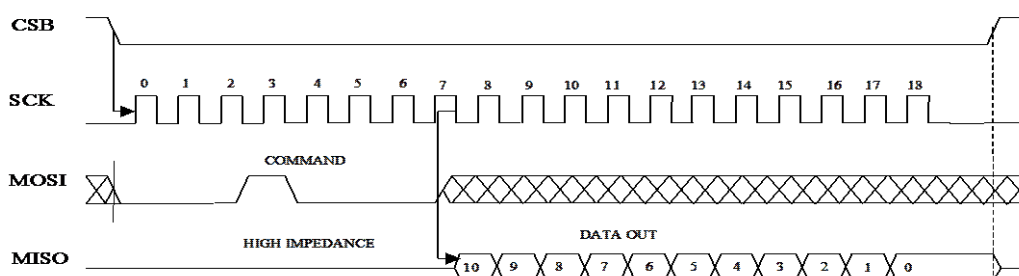 CSB
0 1 2 3 4 5 6 7 8 9 10 11 12 13 14 15 16 17 18
SCK
COMMAND
MOSI
HIGH IMPEDANCE DATA OUT
MISO
10 9 8 7 6 5 4 3 2 1 0